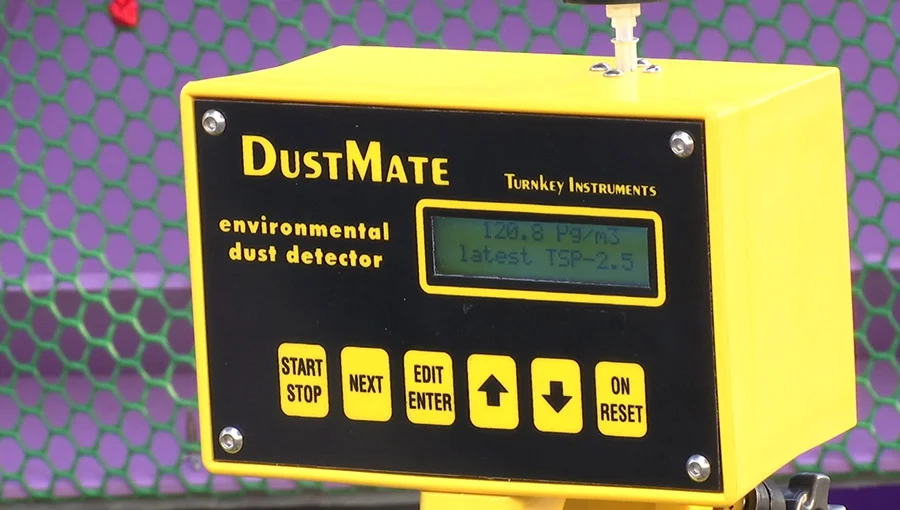 DUSTMATE
TURNKEY INSTRUMENTS
environmental
dust detector
120.8 Pg/m3
latest TSP-2.5
START
STOP
NEXT
EDIT
ENTER
ON
RESET